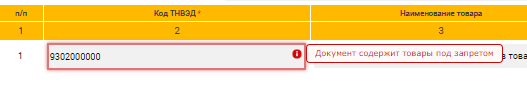 п/п Код ТНВЭД * Наименование товара
1 2 3
1 9302000000 Документ содержит товары под запретом